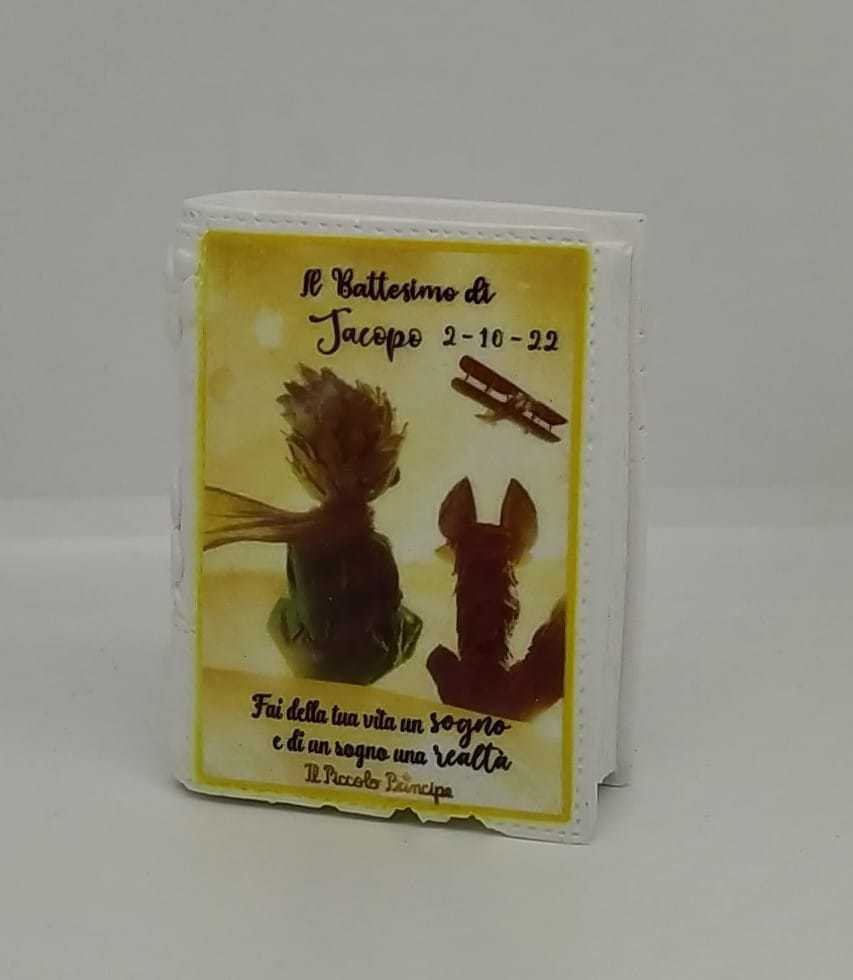 Il Battesimo di
Jacopo 2-10-22
Fai della tua vita un sogno
e di un sogno una realtà
Il Piccolo Principe